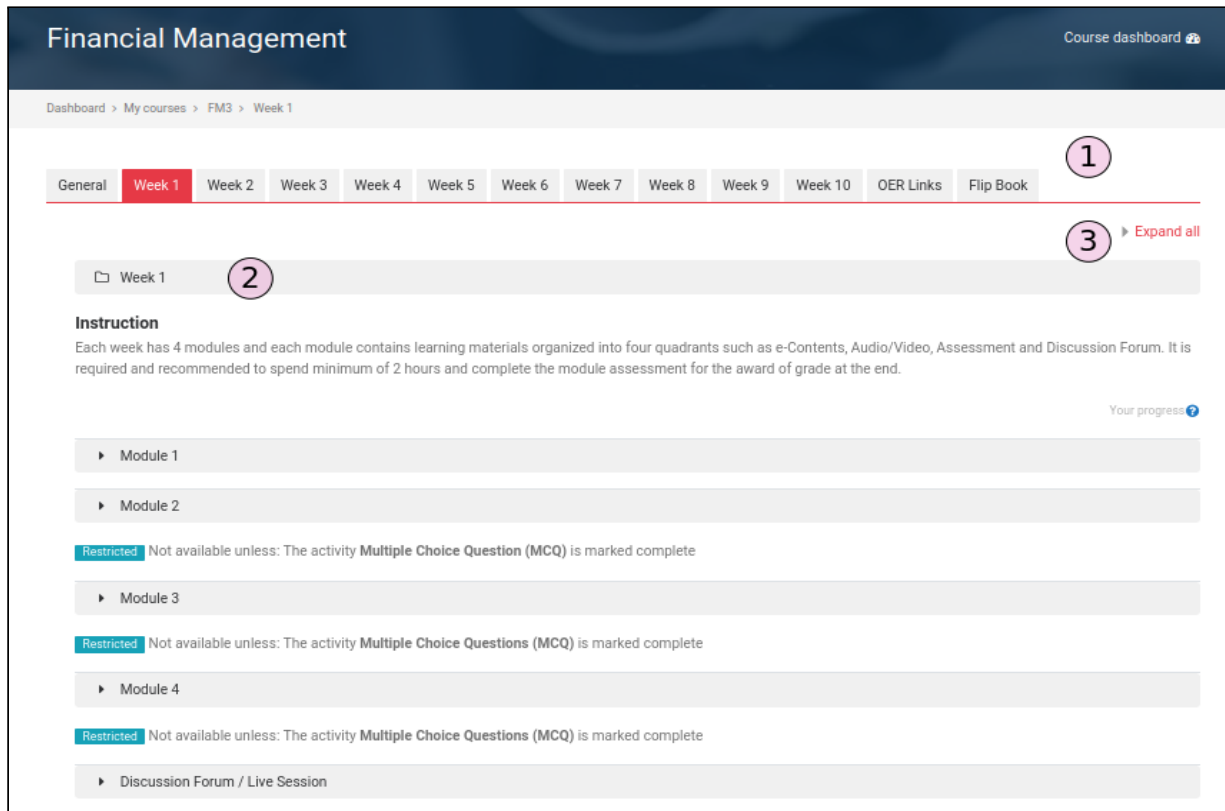 Financial Management
Course dashboard
Dashboard > My courses > FM3 > Week 1
1
General Week 1 Week 2 Week 3 Week 4 Week 5 Week 6 Week 7 Week 8 Week 9 Week 10 OER Links Flip Book
3 Expand all
Week 1 2
Instruction
Each week has 4 modules and each module contains learning materials organized into four quadrants such as e-Contents, Audio/Video, Assessment and Discussion Forum. It is
required and recommended to spend minimum of 2 hours and complete the module assessment for the award of grade at the end.
Your progress
Module 1
Module 2
Restricted Not available unless: The activity Multiple Choice Question (MCQ) is marked complete
Module 3
Restricted Not available unless: The activity Multiple Choice Questions (MCQ) is marked complete
Module 4
Restricted Not available unless: The activity Multiple Choice Questions (MCQ) is marked complete
Discussion Forum / Live Session